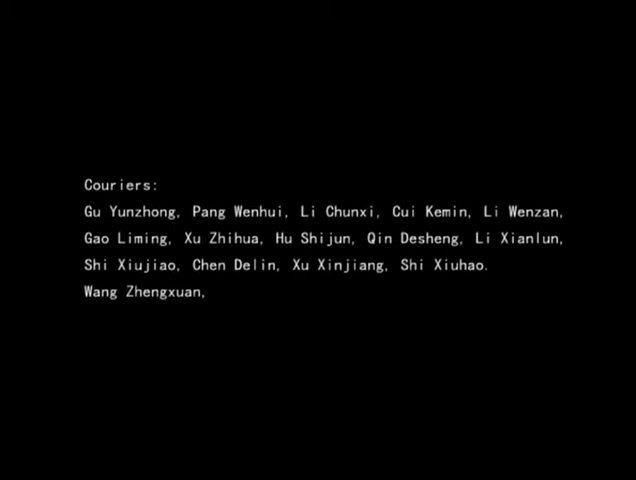 Couriers:
Gu Yunzhong, Pang Wenhui, Li Chunxi, Cui Kemin, Li Wenzan,
Gao Liming, Xu Zhihua, Hu Shijun, Qin Desheng, Li Xianlun,
Shi Xiujiao, Chen Delin, Xu Xinjiang, Shi Xiuhao.
Wang Zhengxuan,